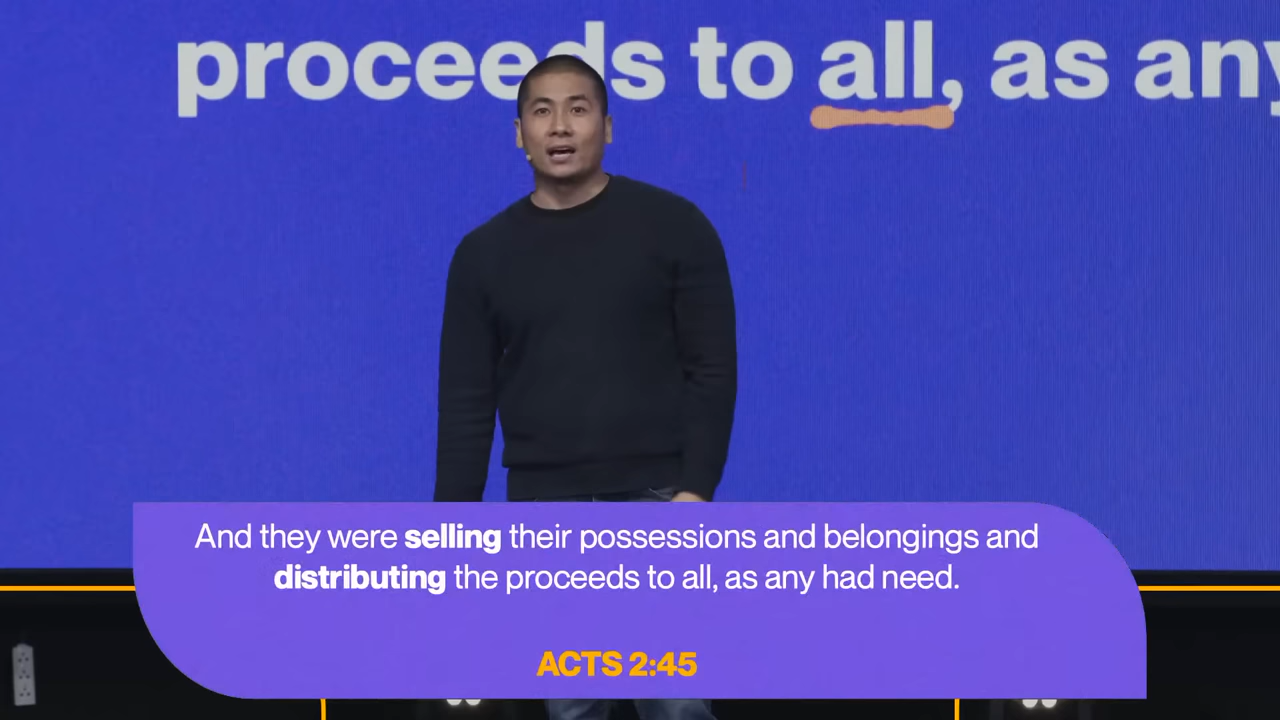 proceeds to all, as any
And they were selling their possessions and belongings and
distributing the proceeds to all, as any had need.
ACTS 2:45